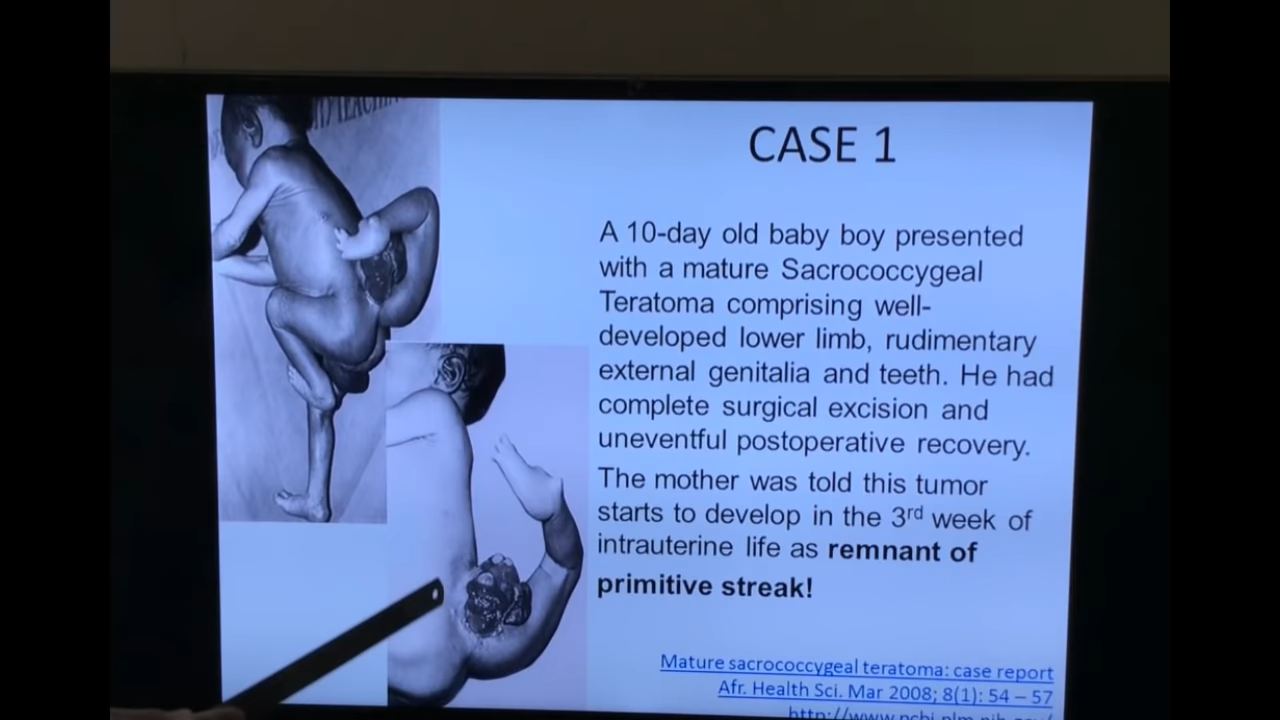 CASE 1
A 10-day old baby boy presented
with a mature Sacrococcygeal
Teratoma comprising well-
developed lower limb, rudimentary
external genitalia and teeth. He had
complete surgical excision and
uneventful postoperative recovery.
The mother was told this tumor
starts to develop in the 3rd week of
intrauterine life as remnant of
primitive streak!
Mature sacrococcygeal teratoma: case report
Afr. Health Sci. Mar 2008; 8(1): 54 – 57